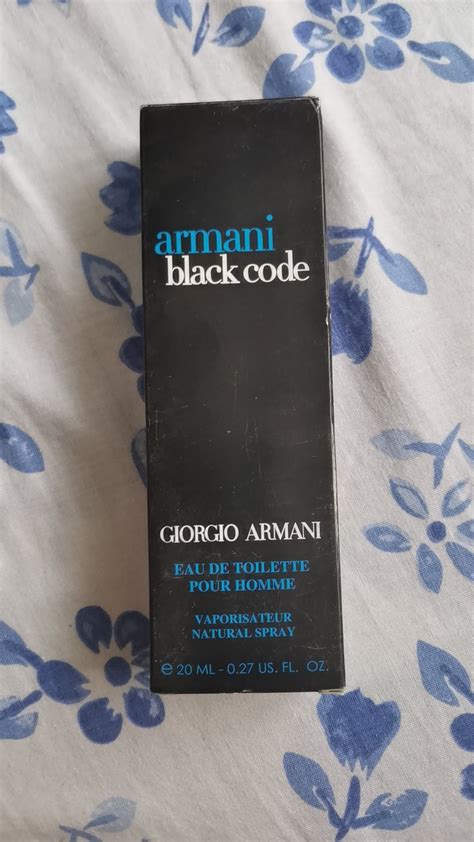 armani
black code
GIORGIO ARMANI
EAU DE TOILETTE
POUR HOMME
VAPORISATEUR
NATURAL SPRAY
℮ 20 ML - 0.27 US. FL. OZ.